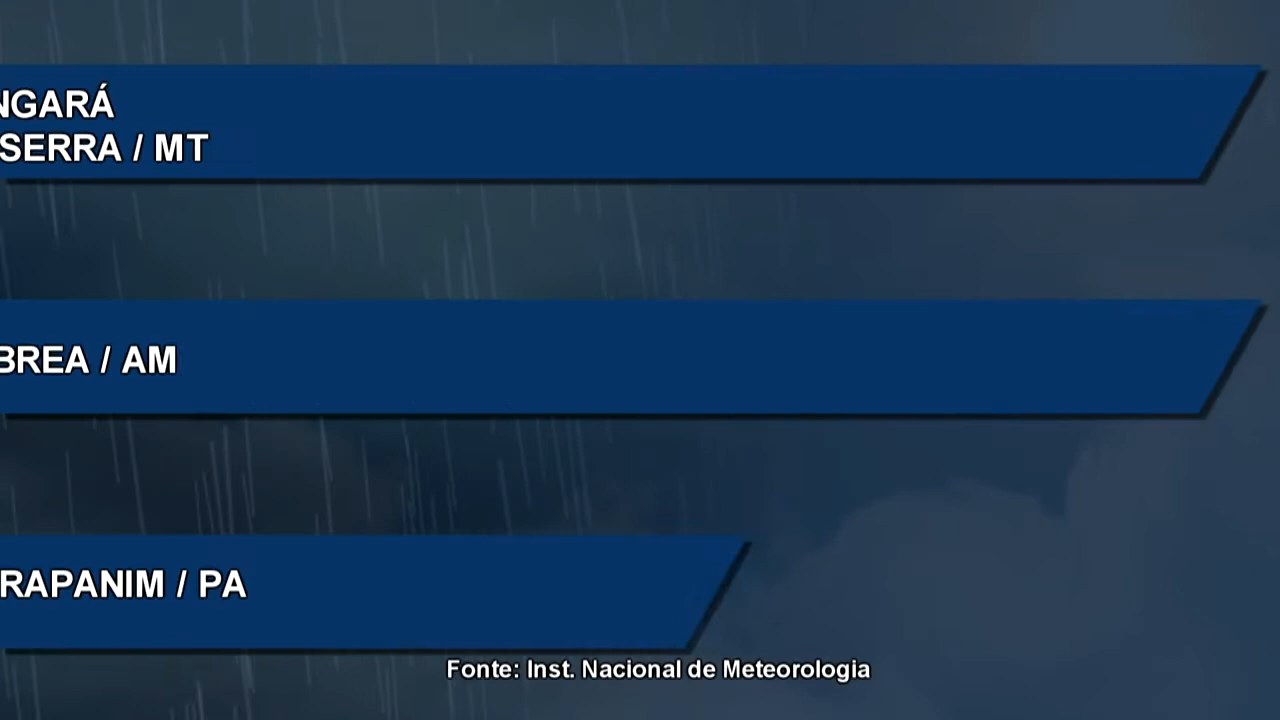 NGARÁ
SERRA / MT
BREA / AM
RAPANIM / PA
Fonte: Inst. Nacional de Meteorologia